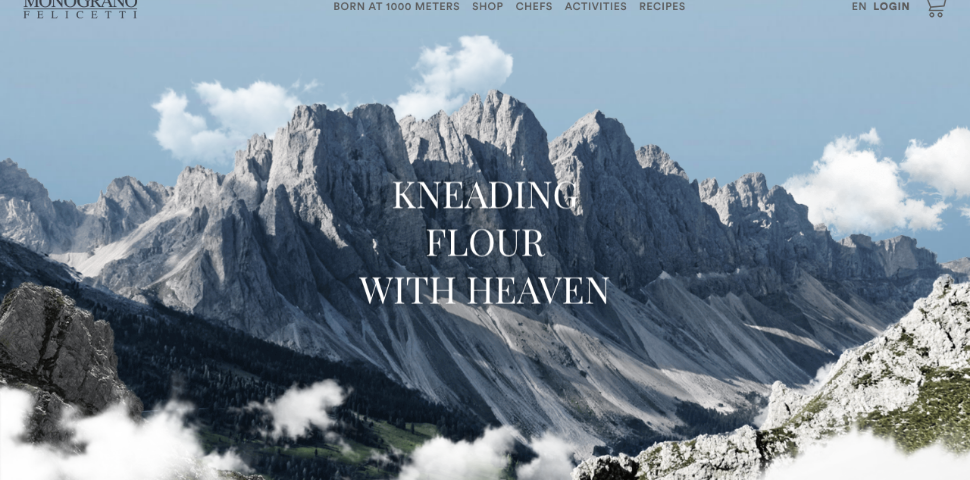 MONOGRANO
FELICETTI
BORN AT 1000 METERS SHOP CHEFS ACTIVITIES RECIPES
EN LOGIN
KNEADING
FLOUR
WITH HEAVEN